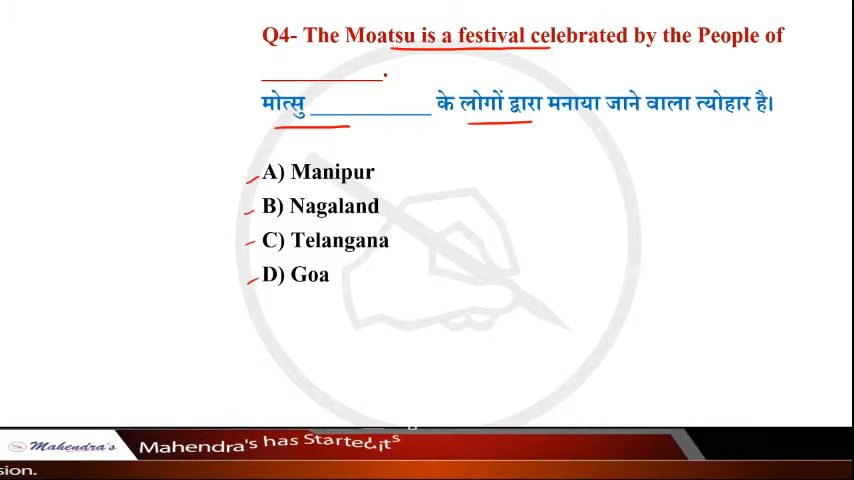 Q4- The Moatsu is a festival celebrated by the People of
___________.
मोत्सु ___________ के लोगों द्वारा मनाया जाने वाला त्योहार है।
A) Manipur
B) Nagaland
C) Telangana
D) Goa
Mahendra's Mahendra's has Started its
sion.